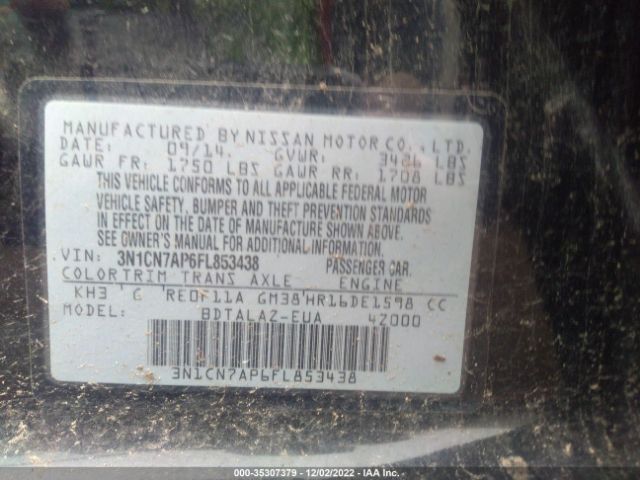 MANUFACTURED BY NISSAN MOTOR CO., LTD.
DATE: 09/14. GVWR: 3426 LBS
GAWR FR: 1750 LBS GAWR RR: 1708 LBS
THIS VEHICLE CONFORMS TO ALL APPLICABLE FEDERAL MOTOR
VEHICLE SAFETY, BUMPER AND THEFT PREVENTION STANDARDS
IN EFFECT ON THE DATE OF MANUFACTURE SHOWN ABOVE.
SEE OWNER'S MANUAL FOR ADDITIONAL INFORMATION.
VIN: 3N1CN7AP6FL853438 PASSENGER CAR.
COLORTRIM TRANS AXLE ENGINE
KH3 'G 'RE0F11A GM38'HR16DE1598 CC
MODEL: BDTALAZ-EUA 4Z000
3N1CN7AP6FL853438
000-35307379 - 12/02/2022 - IAA Inc.